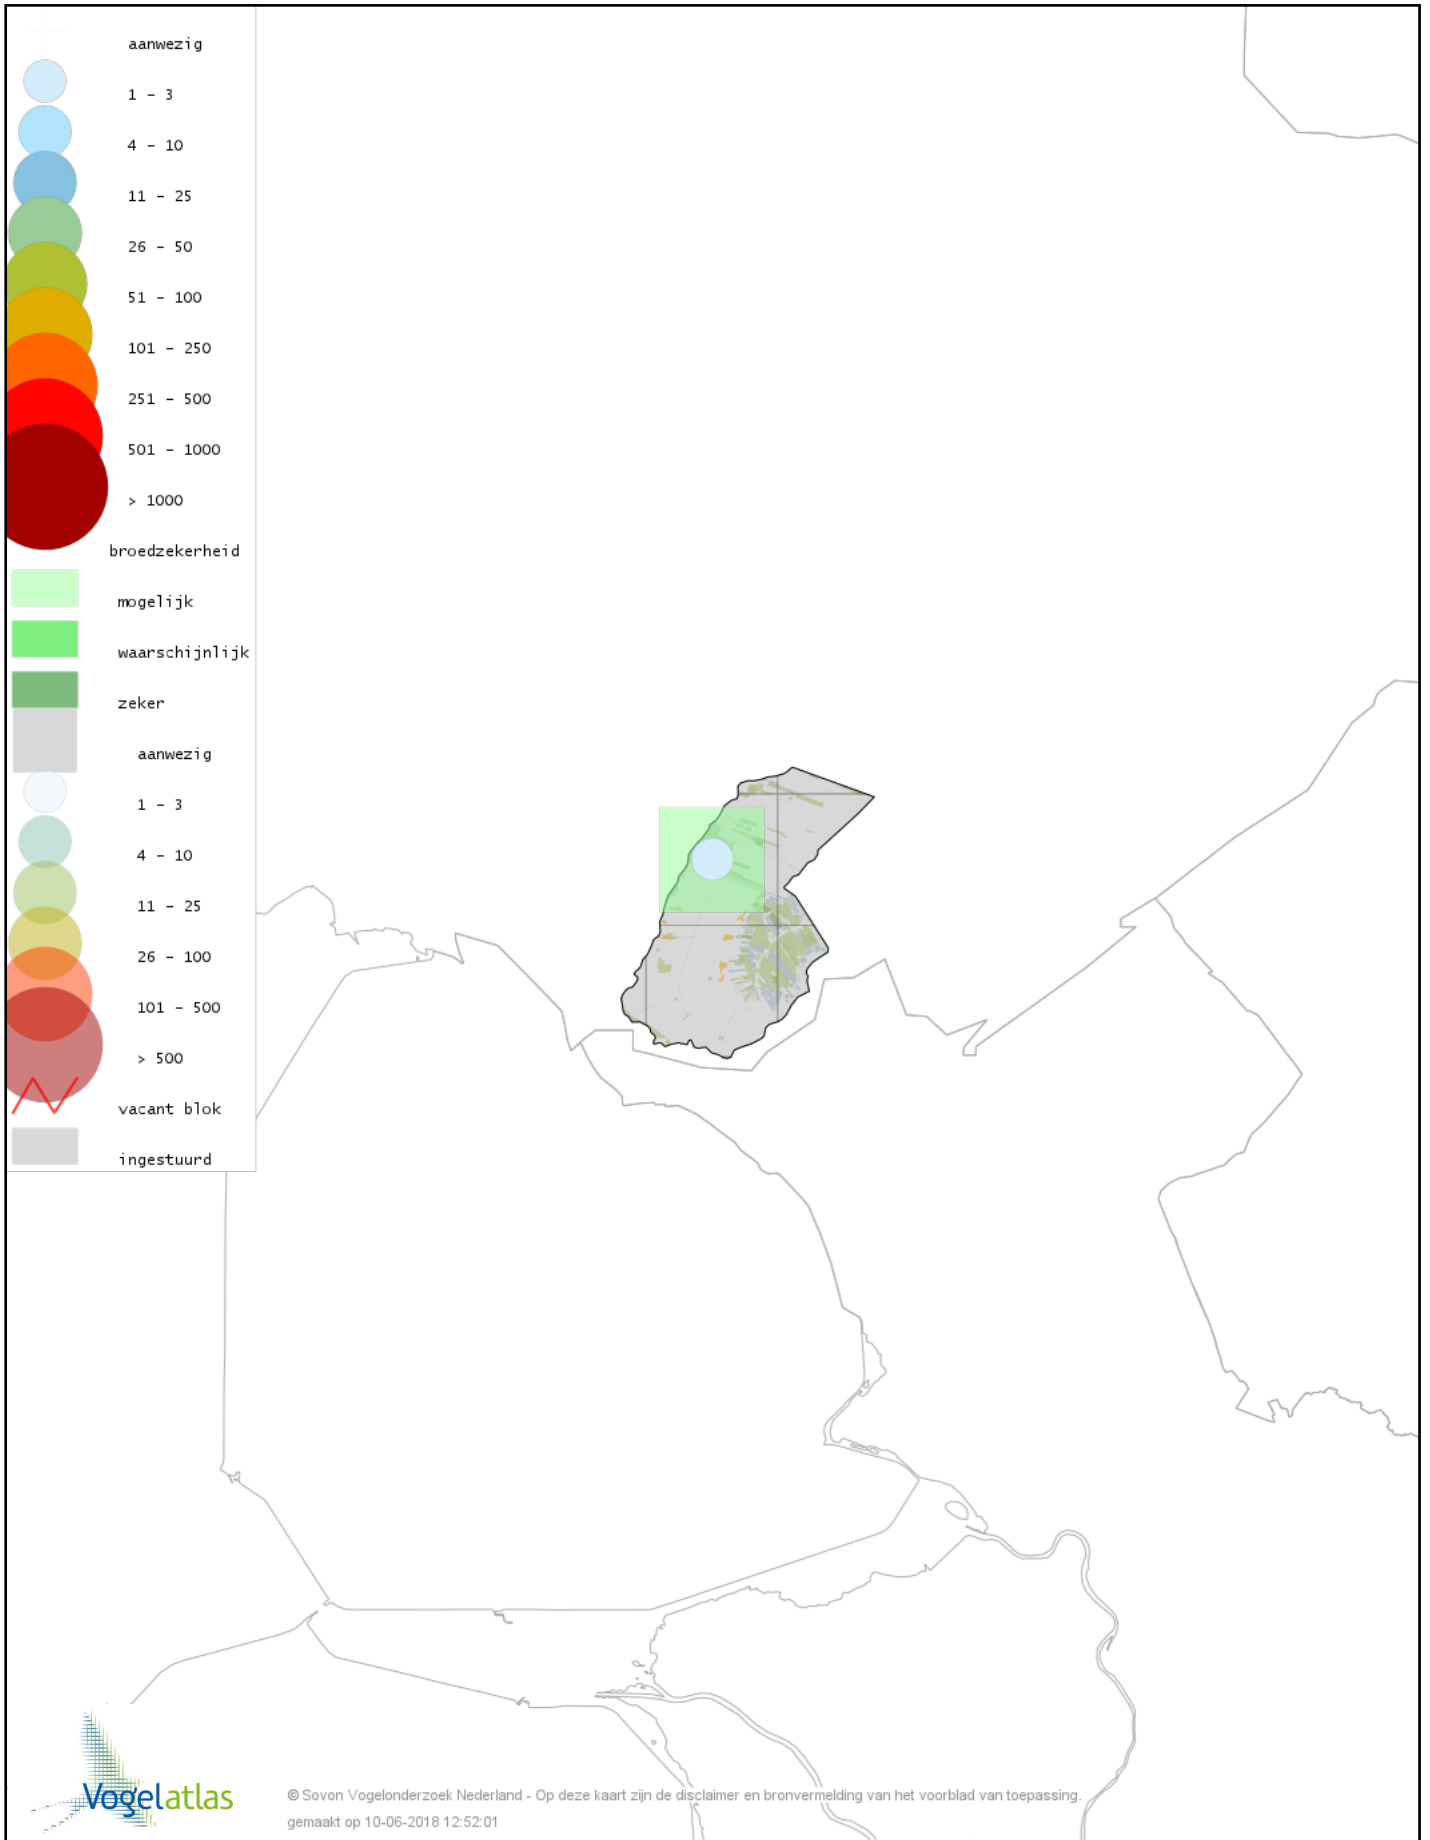 aanwezig
1 - 3
4 - 10
11 - 25
26 - 50
51 - 100
101 - 250
251 - 500
501 - 1000
> 1000
broedzekerheid
mogelijk
waarschijnlijk
zeker
aanwezig
1 - 3
4 - 10
11 - 25
26 - 100
101 - 500
> 500
vacant blok
ingestuurd
Vogelatlas
© Sovon Vogelonderzoek Nederland - Op deze kaart zijn de disclaimer en bronvermelding van het voorblad van toepassing.
gemaakt op 10-06-2018 12:52:01